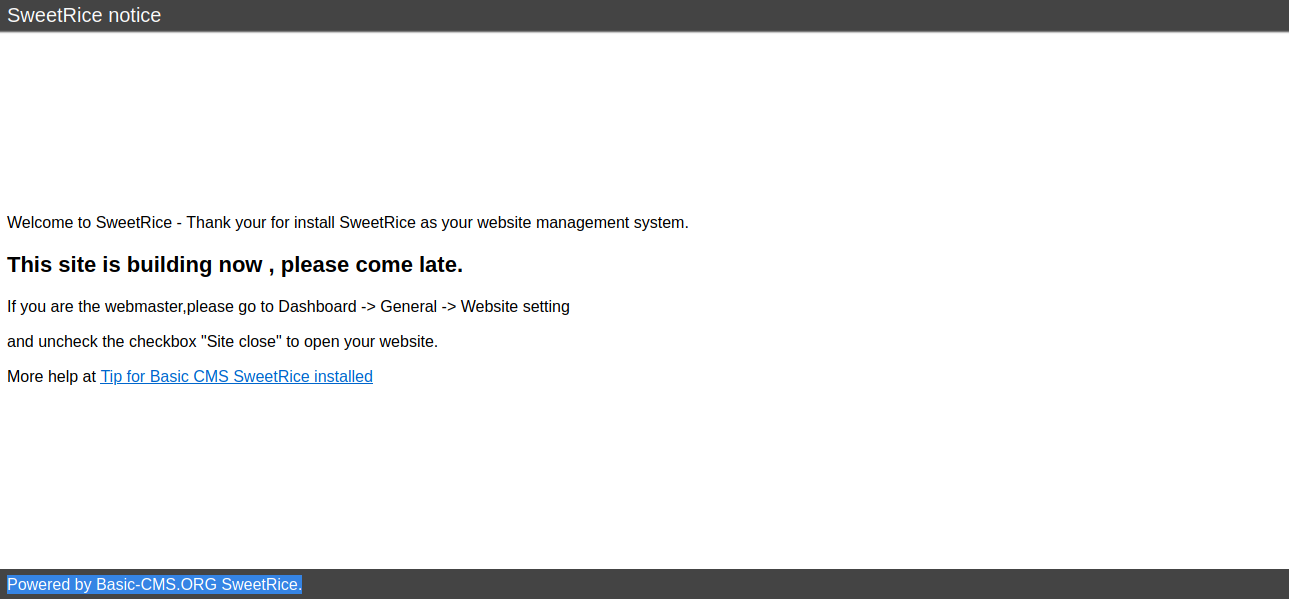 SweetRice notice
Welcome to SweetRice - Thank your for install SweetRice as your website management system.
This site is building now , please come late.
If you are the webmaster,please go to Dashboard -> General -> Website setting
and uncheck the checkbox "Site close" to open your website.
More help at Tip for Basic CMS SweetRice installed
Powered by Basic-CMS.ORG SweetRice.